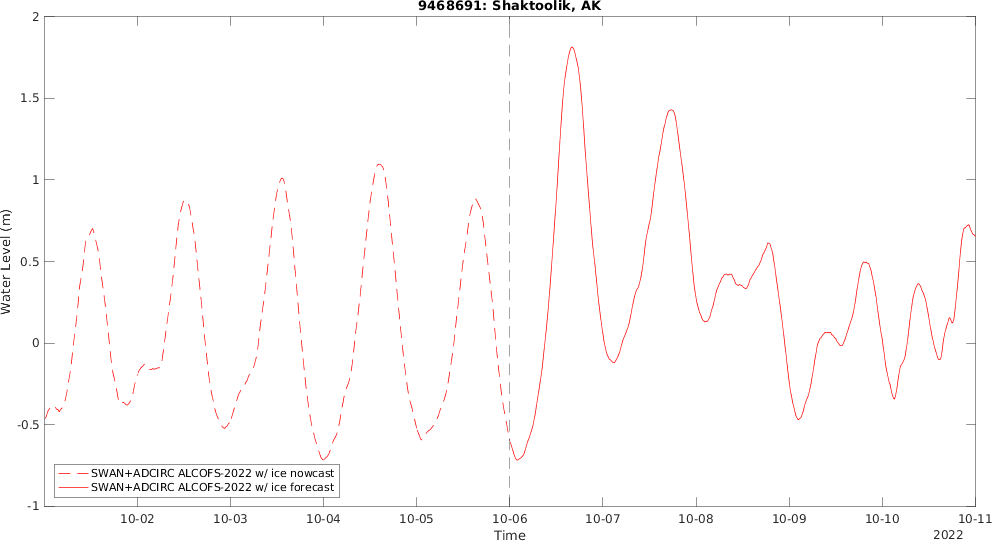 9468691: Shaktoolik, AK
Water Level (m)
2
1.5
1
0.5
0
-0.5
-1
SWAN+ADCIRC ALCOFS-2022 w/ ice nowcast
SWAN+ADCIRC ALCOFS-2022 w/ ice forecast
10-02 10-03 10-04 10-05 10-06 10-07 10-08 10-09 10-10 10-11
Time
2022